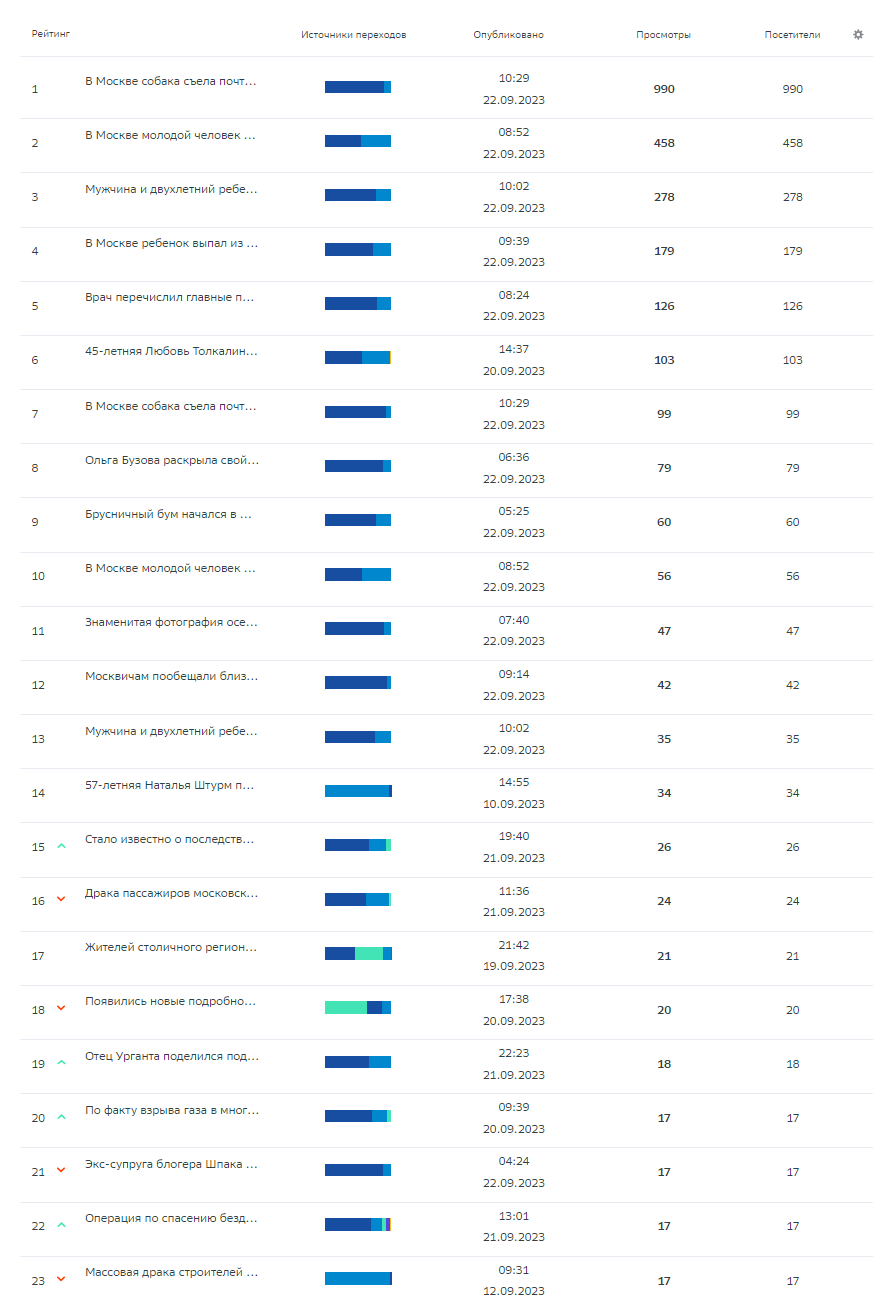 Рейтинг Источники переходов Опубликовано Просмотры Посетители
1 В Москве собака съела почт... 10:29 22.09.2023 990 990
2 В Москве молодой человек ... 08:52 22.09.2023 458 458
3 Мужчина и двухлетний ребе... 10:02 22.09.2023 278 278
4 В Москве ребенок выпал из ... 09:39 22.09.2023 179 179
5 Врач перечислил главные п... 08:24 22.09.2023 126 126
6 45-летняя Любовь Толкалин... 14:37 20.09.2023 103 103
7 В Москве собака съела почт... 10:29 22.09.2023 99 99
8 Ольга Бузова раскрыла свой... 06:36 22.09.2023 79 79
9 Брусничный бум начался в ... 05:25 22.09.2023 60 60
10 В Москве молодой человек ... 08:52 22.09.2023 56 56
11 Знаменитая фотография осе... 07:40 22.09.2023 47 47
12 Москвичам пообещали близ... 09:14 22.09.2023 42 42
13 Мужчина и двухлетний ребе... 10:02 22.09.2023 35 35
14 57-летняя Наталья Штурм п... 14:55 10.09.2023 34 34
15 Стало известно о последств... 19:40 21.09.2023 26 26
16 Драка пассажиров московск... 11:36 21.09.2023 24 24
17 Жителей столичного регион... 21:42 19.09.2023 21 21
18 Появились новые подробно... 17:38 20.09.2023 20 20
19 Отец Урганта поделился под... 22:23 21.09.2023 18 18
20 По факту взрыва газа в мног... 09:39 20.09.2023 17 17
21 Экс-супруга блогера Шпака ... 04:24 22.09.2023 17 17
22 Операция по спасению безд... 13:01 21.09.2023 17 17
23 Массовая драка строителей ... 09:31 12.09.2023 17 17